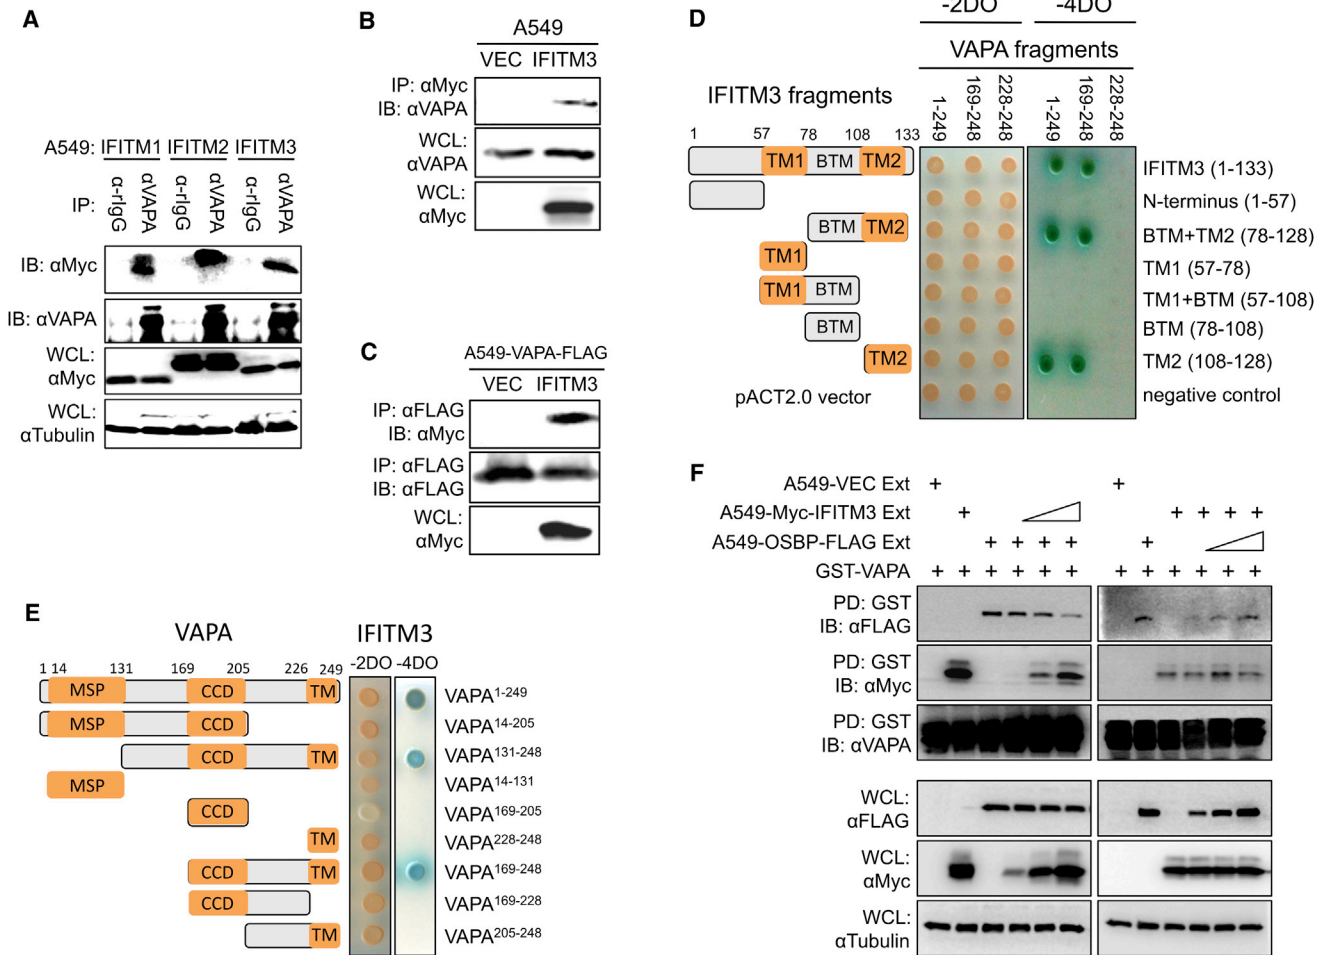 A
A549: IFITM1 IFITM2 IFITM3
IP: α-rIgG αVAPA α-rIgG αVAPA α-rIgG αVAPA
IB: αMyc
IB: αVAPA
WCL:
αMyc
WCL:
αTubulin
B
A549
VEC IFITM3
IP: αMyc
IB: αVAPA
WCL:
αVAPA
WCL:
αMyc
C
A549-VAPA-FLAG
VEC IFITM3
IP: αFLAG
IB: αMyc
IP: αFLAG
IB: αFLAG
WCL:
αMyc
D
-2DO -4DO
VAPA fragments
1-249 169-248 228-248 1-249 169-248 228-248
IFITM3 fragments
1 57 78 108 133
TM1 BTM TM2
BTM TM2
TM1
TM1 BTM
BTM
TM2
pACT2.0 vector
IFITM3 (1-133)
N-terminus (1-57)
BTM+TM2 (78-128)
TM1 (57-78)
TM1+BTM (57-108)
BTM (78-108)
TM2 (108-128)
negative control
E
VAPA IFITM3
-2DO -4DO
1 14 131 169 205 226 249
MSP CCD TM VAPA1-249
MSP CCD VAPA14-205
CCD TM VAPA131-248
MSP VAPA14-131
CCD VAPA169-205
TM VAPA228-248
CCD TM VAPA169-248
CCD VAPA169-228
TM VAPA205-248
F
A549-VEC Ext + +
A549-Myc-IFITM3 Ext + + + + +
A549-OSBP-FLAG Ext + + + + +
GST-VAPA + + + + + + + + + + + +
PD: GST
IB: αFLAG
PD: GST
IB: αMyc
PD: GST
IB: αVAPA
WCL:
αFLAG
WCL:
αMyc
WCL:
αTubulin